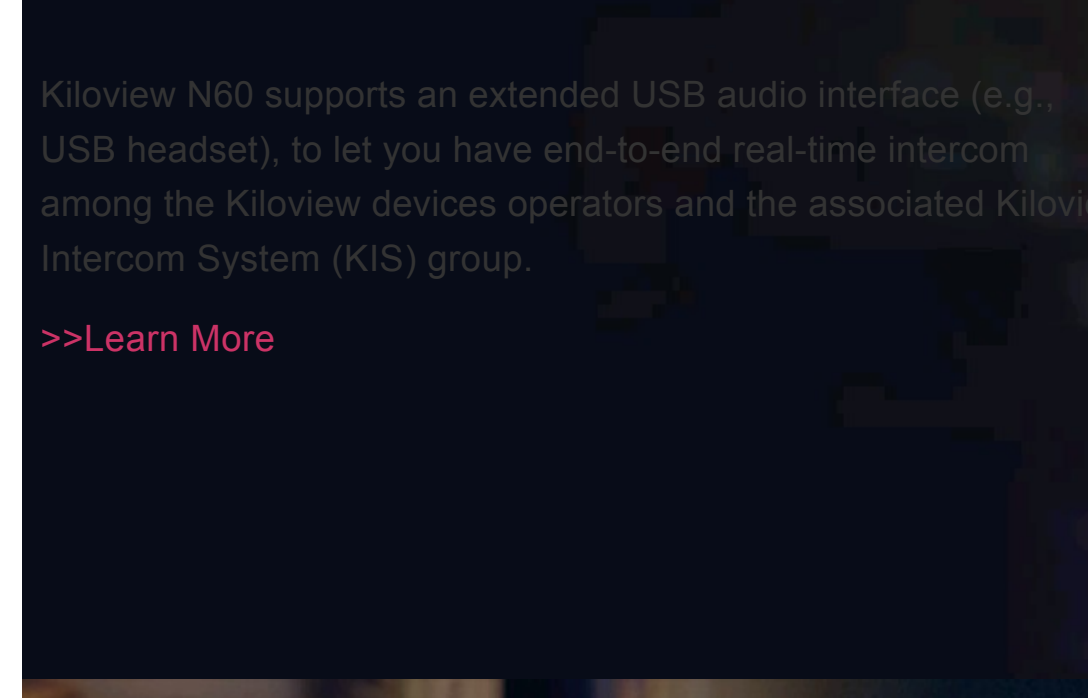 Kiloview N60 supports an extended USB audio interface (e.g.,
USB headset), to let you have end-to-end real-time intercom
among the Kiloview devices operators and the associated Kilovi
Intercom System (KIS) group.
>>Learn More